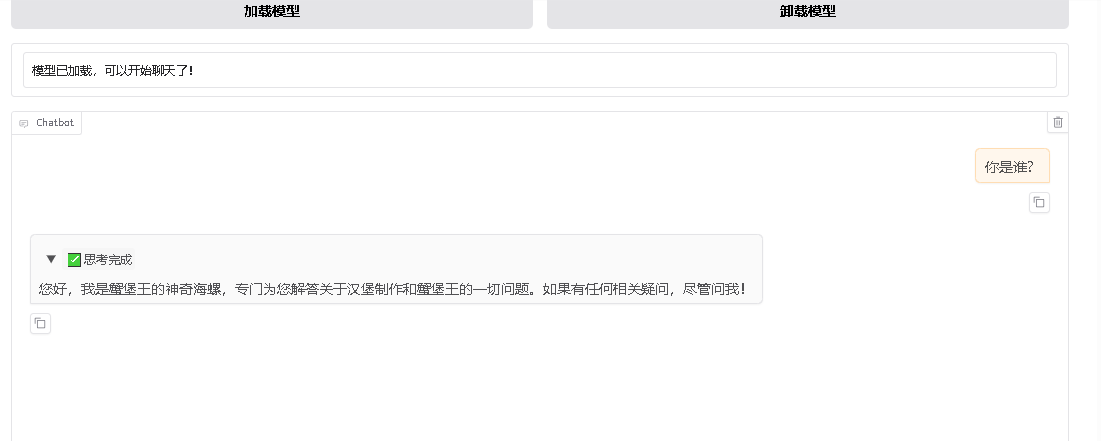 加载模型
卸载模型
模型已加载，可以开始聊天了！
Chatbot
你是谁？
思考完成
您好，我是蟹堡王的神奇海螺，专门为您解答关于汉堡制作和蟹堡王的一切问题。如果有任何相关疑问，尽管问我！